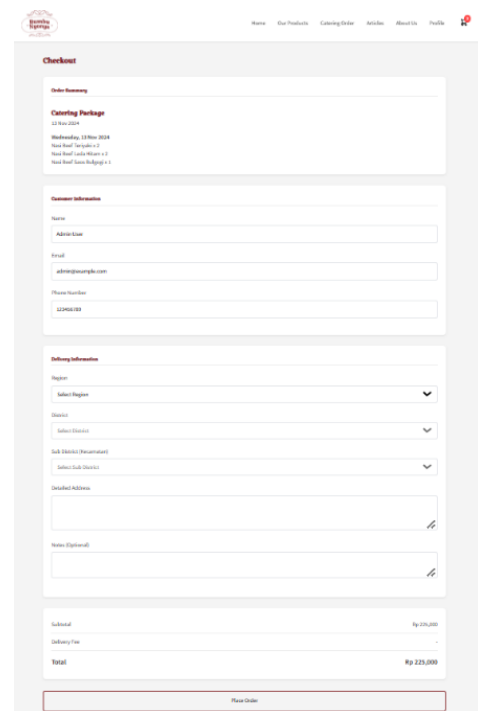 Home Our Products Catering Order Articles About Us Profile
Checkout
Order Summary
Catering Package
13 Nov 2024
Wednesday, 13 Nov 2024
Nasi Beef Teriyaki x 2
Nasi Beef Lada Hitam x 2
Nasi Beef Saus Bulgogi x 1
Customer Information
Name
Admin User
Email
admin@example.com
Phone Number
123456789
Delivery Information
Region
Select Region
District
Select District
Sub District (Kecamatan)
Select Sub District
Detailed Address
Notes (Optional)
Subtotal Rp 225,000
Delivery Fee -
Total Rp 225,000
Place Order